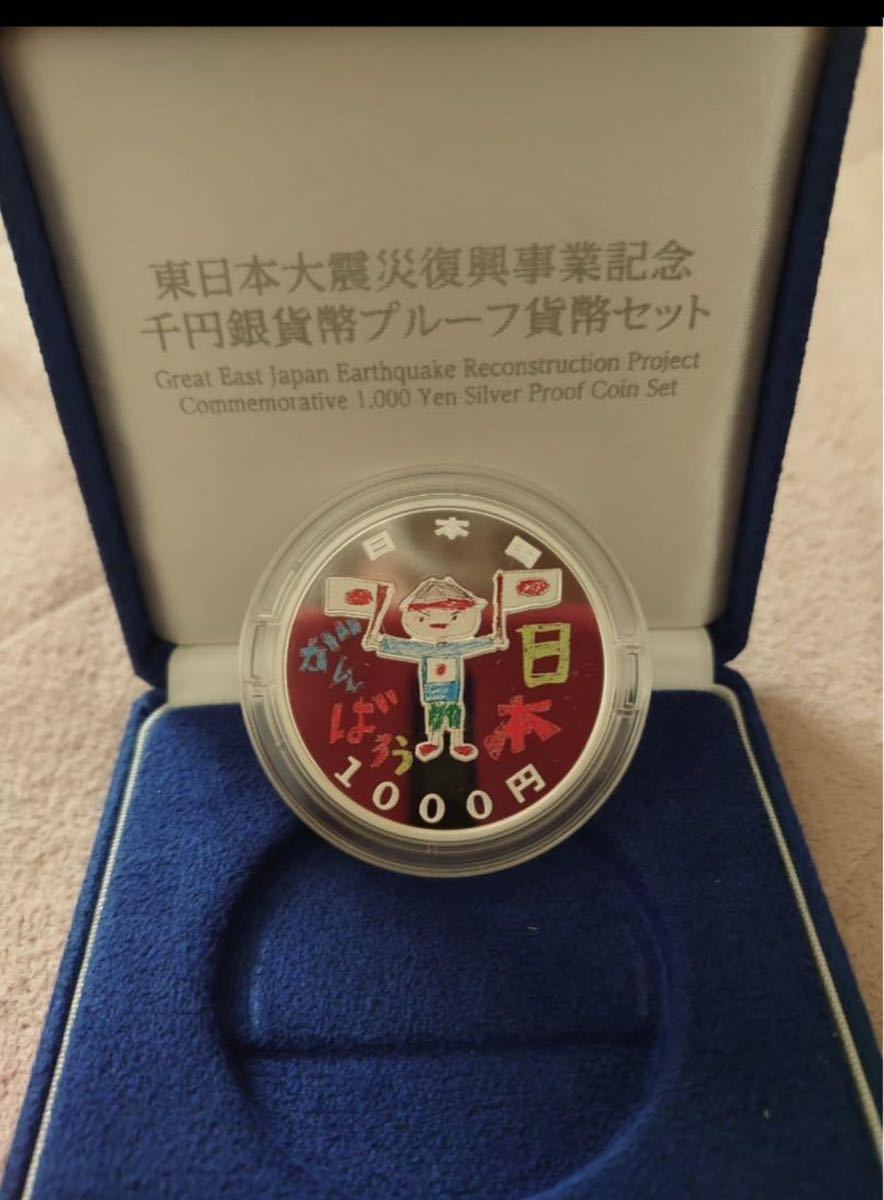 東日本大震災復興事業記念
千円銀貨幣プルーフ貨幣セット
Great East Japan Earthquake Reconstruction Project
Commemorative 1,000 Yen Silver Proof Coin Set
日本国
がんばろう
日本
1000円